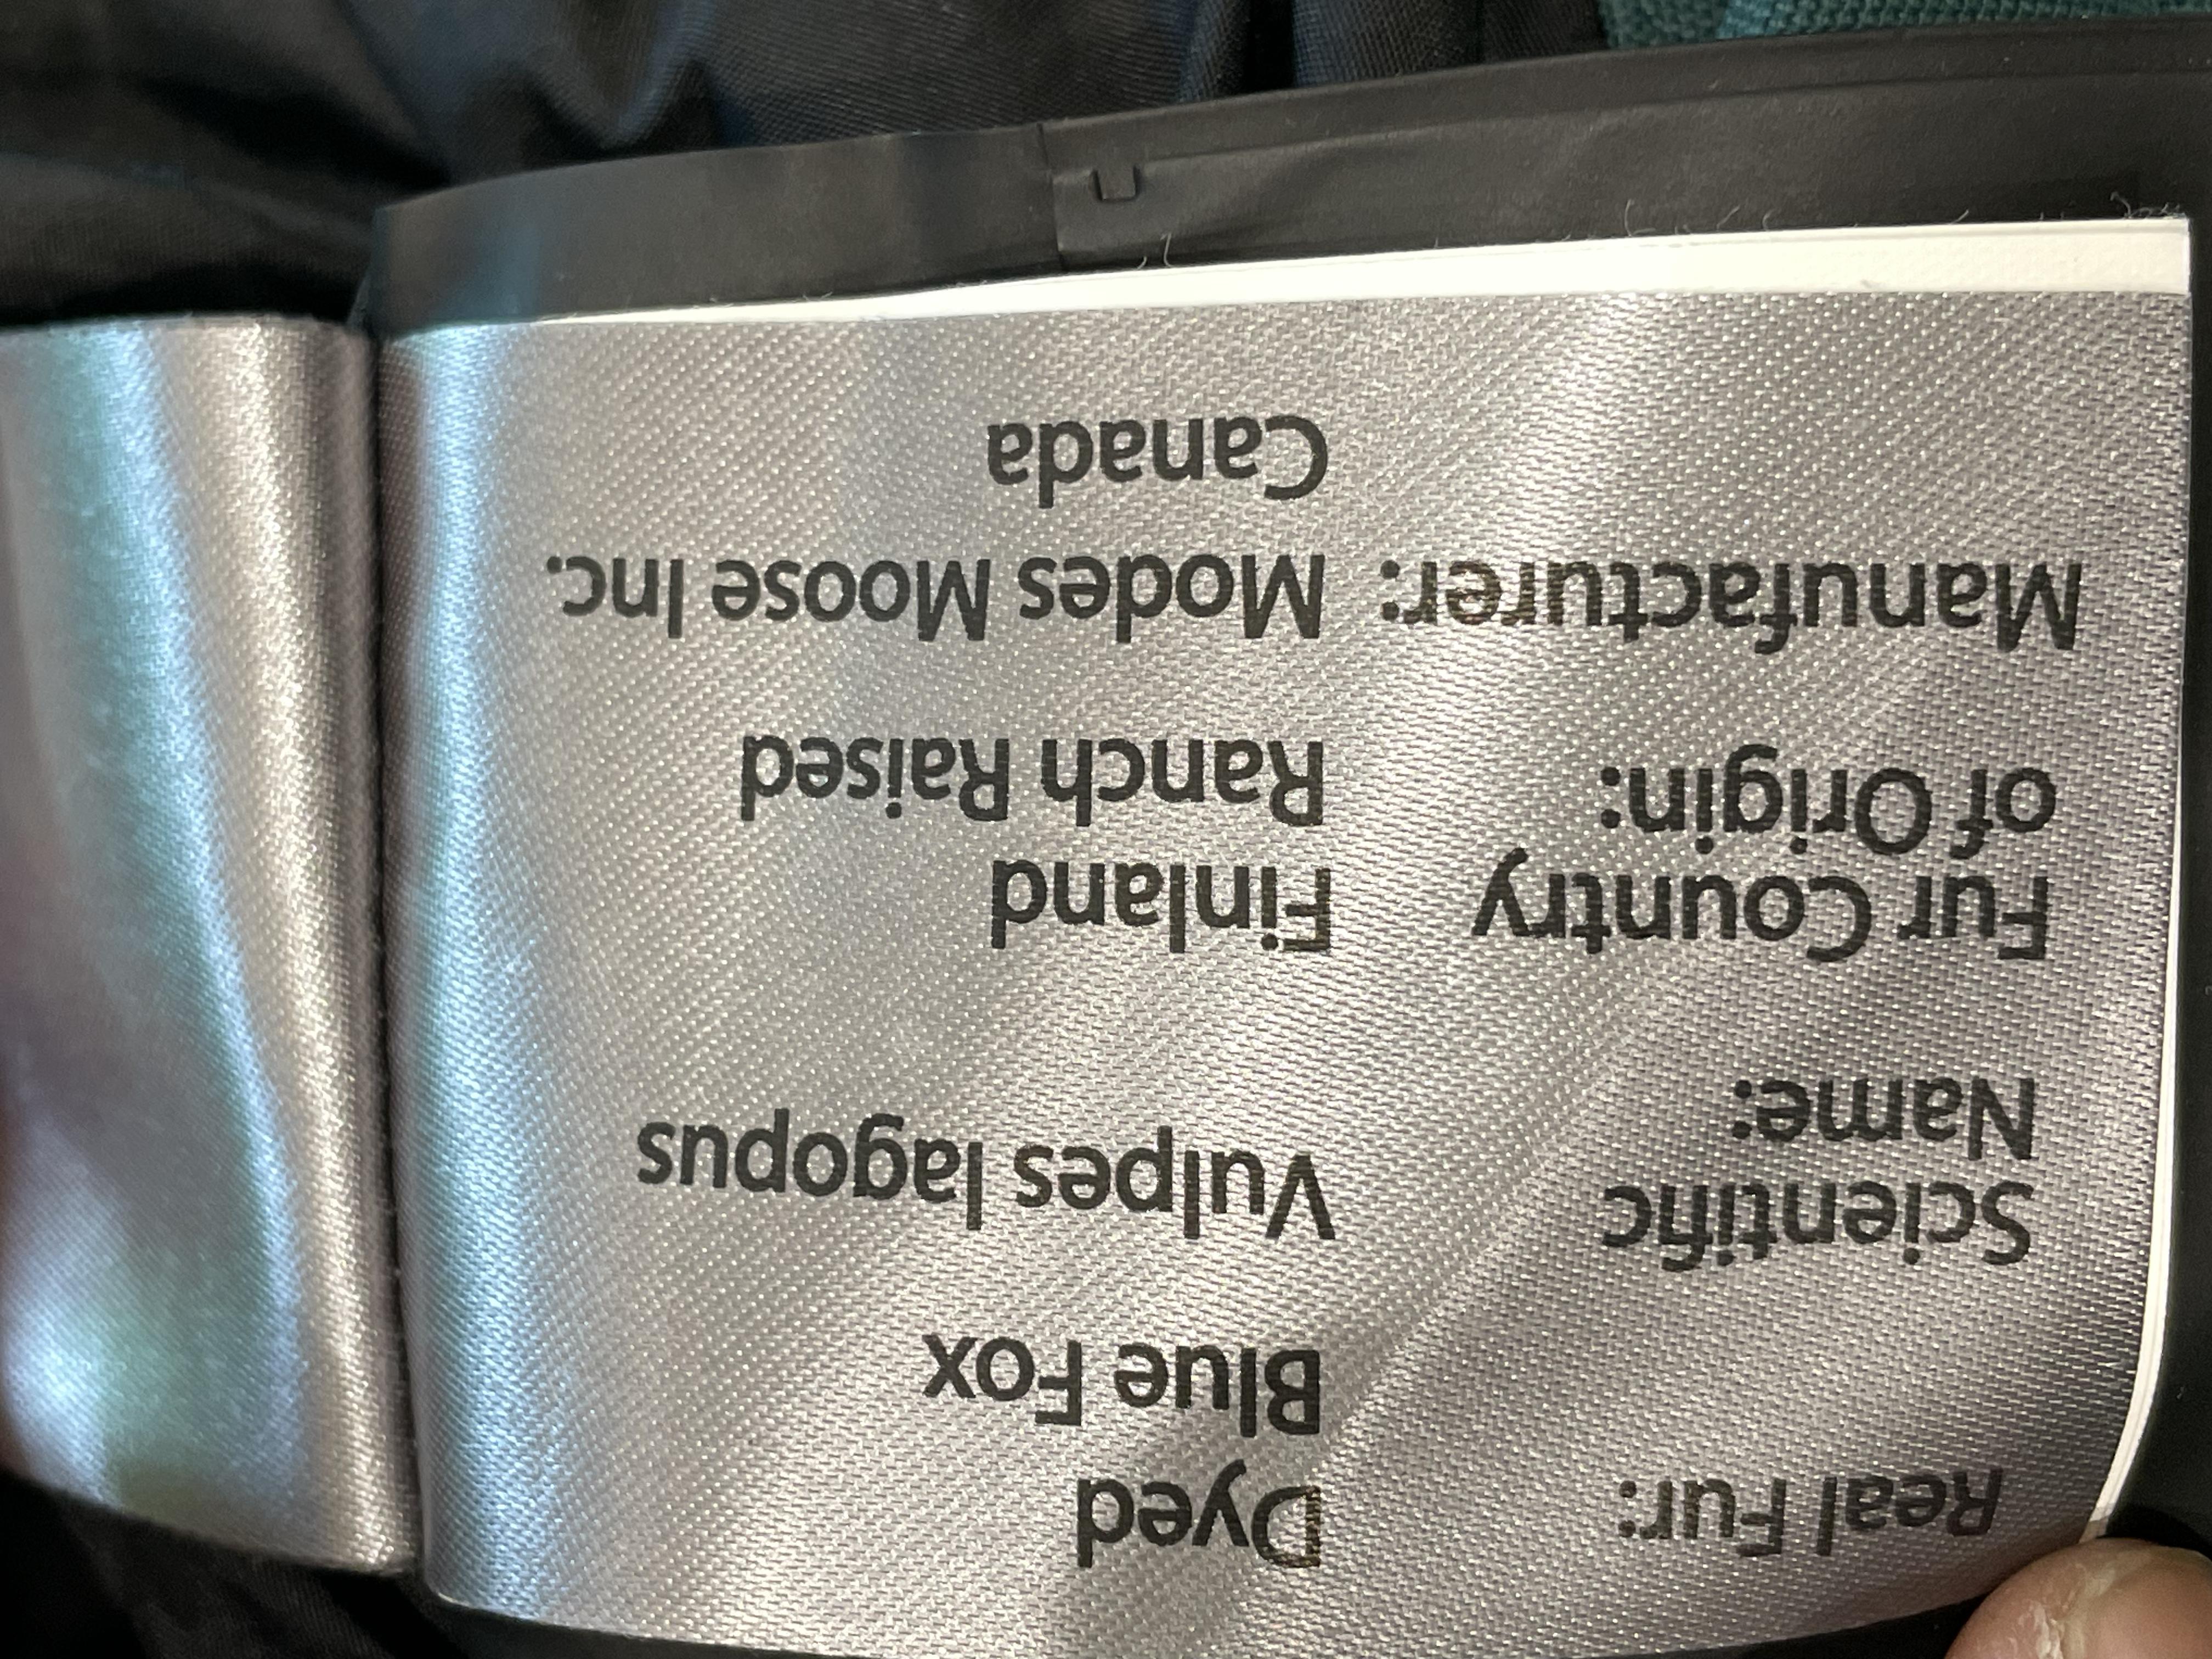 Real Fur: Dyed
Blue Fox
Scientific Vulpes lagopus
Name:
Fur Country Finland
of Origin: Ranch Raised
Manufacturer: Modes Moose Inc.
Canada